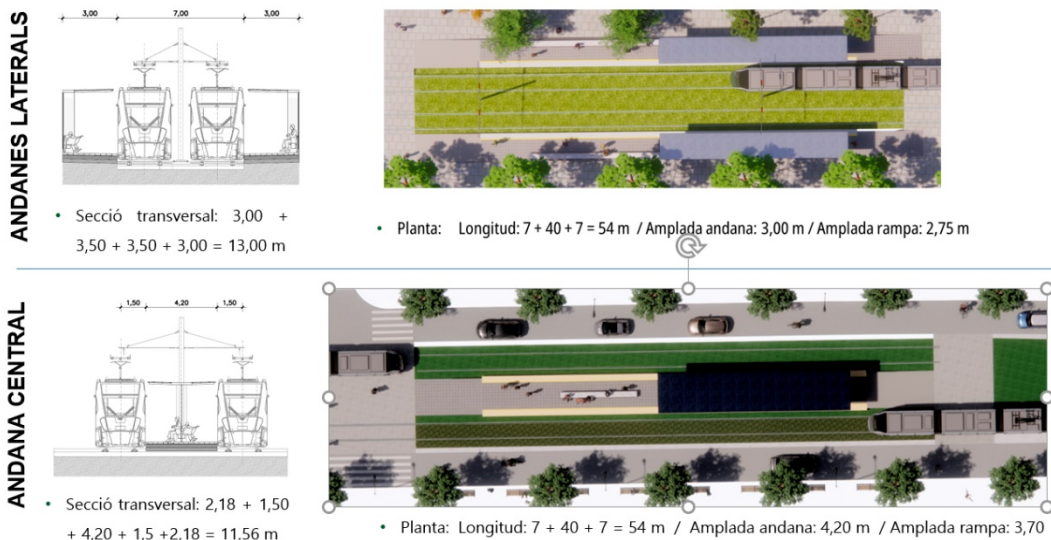 ANDANES LATERALS
3,00 7,00 3,00
• Secció transversal: 3,00 +
3,50 + 3,50 + 3,00 = 13,00 m
• Planta: Longitud: 7 + 40 + 7 = 54 m / Amplada andana: 3,00 m / Amplada rampa: 2,75 m
ANDANA CENTRAL
1,50 4,20 1,50
• Secció transversal: 2,18 + 1,50
+ 4,20 + 1,5 +2,18 = 11,56 m
• Planta: Longitud: 7 + 40 + 7 = 54 m / Amplada andana: 4,20 m / Amplada rampa: 3,70